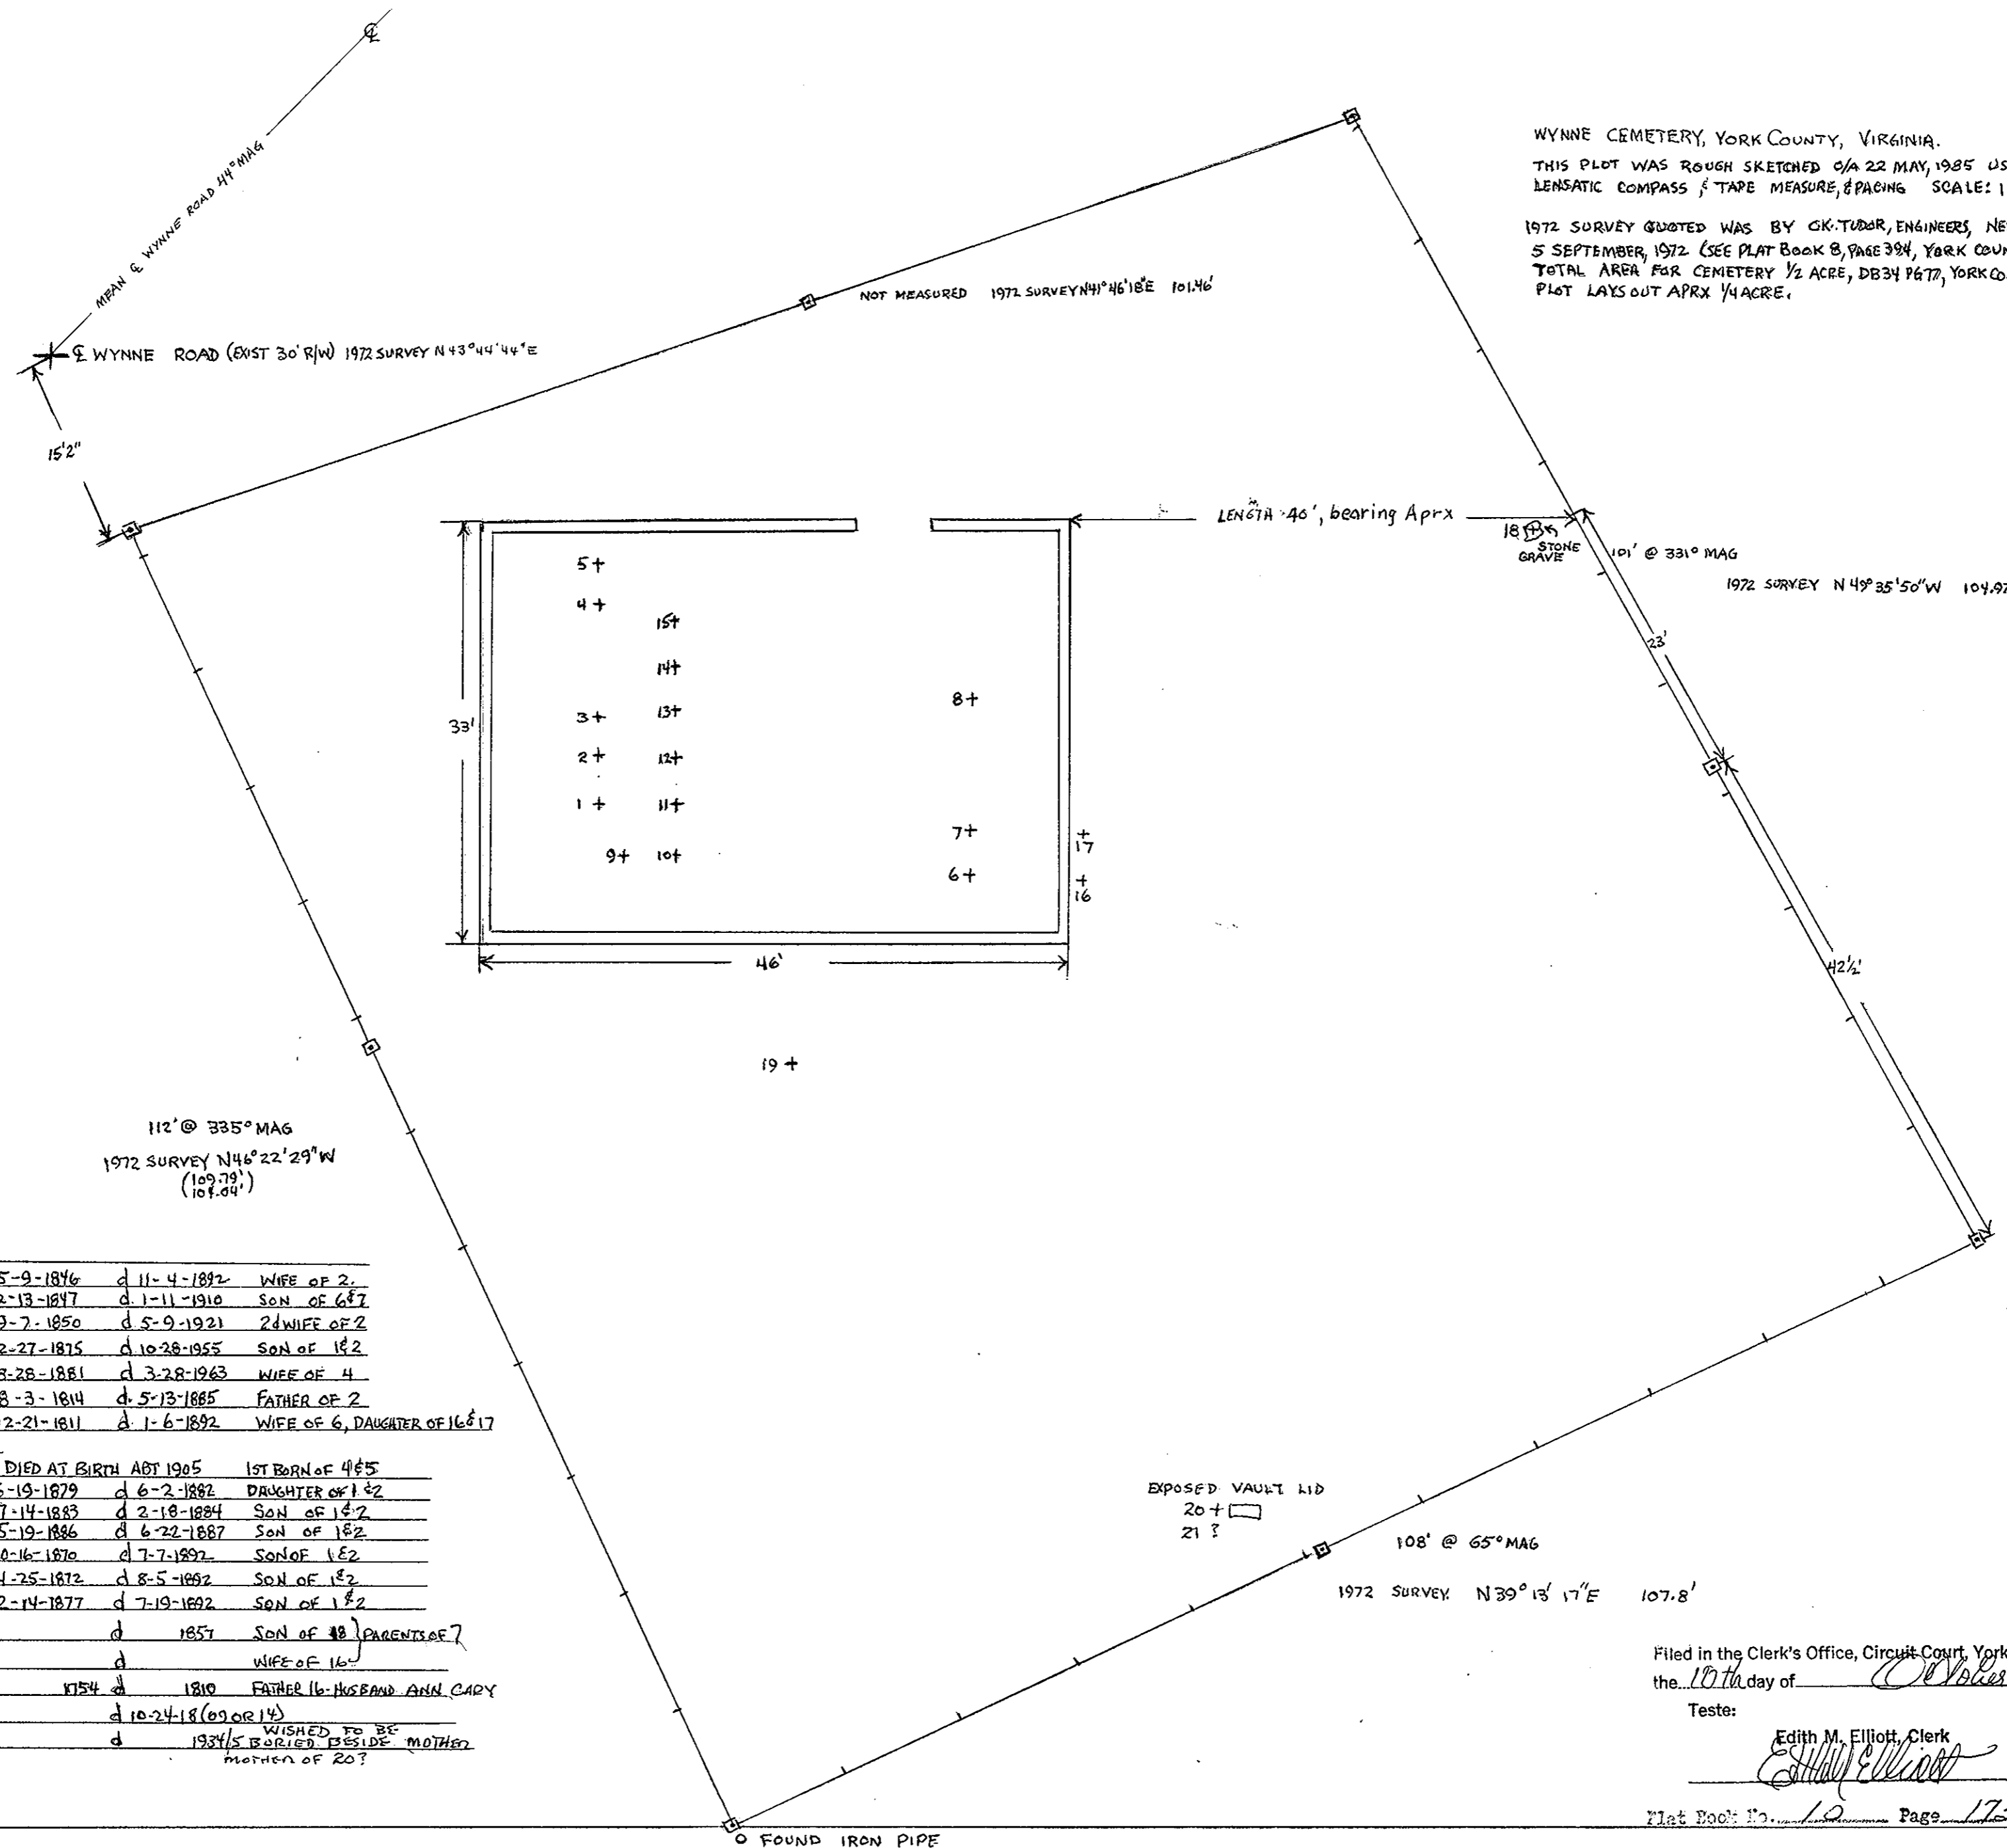 WYNNE CEMETERY, YORK COUNTY, VIRGINIA.
THIS PLOT WAS ROUGH SKETCHED O/A 22 MAY, 1985 US
LENSATIC COMPASS, & TAPE MEASURE, & PACING SCALE: 1
1972 SURVEY QUOTED WAS BY G.K. TUDOR, ENGINEERS, NE
5 SEPTEMBER, 1972 (SEE PLAT BOOK 8, PAGE 394, YORK COUN
TOTAL AREA FOR CEMETERY 1/2 ACRE, DB34 PG77, YORK CO.
PLOT LAYS OUT APRX 1/4 ACRE.
℄
MEAN ℄ WYNNE ROAD 44° MAG
℄ WYNNE ROAD (EXIST 30' R/W) 1972 SURVEY N 43° 44' 44" E
15'2"
NOT MEASURED 1972 SURVEY N41° 46' 18" E 101.46'
LENGTH 40', bearing Aprx
18
STONE
GRAVE
101' @ 331° MAG
1972 SURVEY N 49° 35' 50" W 104.97
23'
42 1/2'
33'
46'
5+
4+
15+
14+
3+
13+
8+
2+
12+
1+
11+
7+
+
17
9+
10+
6+
+
16
19+
112' @ 335° MAG
1972 SURVEY N46° 22' 29" W
(109.79'
104.04')
5-9-1846 d 11-4-1892 WIFE OF 2.
2-13-1847 d. 1-11-1910 SON OF 6&7
9-7-1850 d 5-9-1921 2d WIFE OF 2
2-27-1875 d. 10-28-1955 SON OF 1&2
8-28-1881 d 3-28-1963 WIFE OF 4
8-3-1814 d. 5-13-1885 FATHER OF 2
2-21-1811 d. 1-6-1892 WIFE OF 6, DAUGHTER OF 16&17
DIED AT BIRTH ABT 1905 1ST BORN OF 4&5
-19-1879 d 6-2-1882 DAUGHTER OF 1&2
7-14-1883 d 2-18-1884 SON OF 1&2
5-19-1886 d 6-22-1887 SON OF 1&2
0-16-1870 d 7-7-1892 SON OF 1&2
-25-1872 d 8-5-1892 SON OF 1&2
2-14-1877 d 7-19-1892 SON OF 1&2
d 1857 SON OF 18 } PARENTS OF 7
d WIFE OF 16
1754 d 1810 FATHER 16-HUSBAND ANN CARY
d 10-24-18(09 OR 14)
d 1934/5 WISHED TO BE BURIED BESIDE MOTHER
MOTHER OF 20?
EXPOSED VAULT LID
20+
21 ?
108' @ 65° MAG
1972 SURVEY. N39° 13' 17" E 107.8'
Filed in the Clerk's Office, Circuit Court, York
the 10th day of October
Teste:
Edith M. Elliott, Clerk
Edith M Elliott
Plat Book No. 10 Page 172
O FOUND IRON PIPE